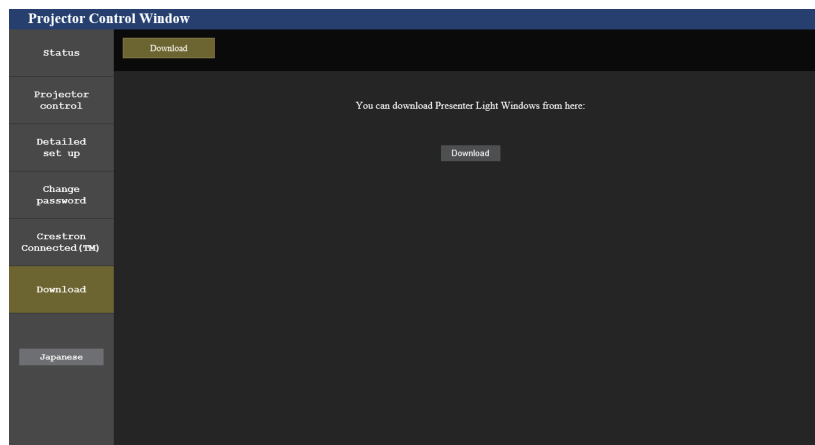 Projector Control Window
Status
Download
Projector
control
You can download Presenter Light Windows from here:
Detailed
set up
Download
Change
password
Crestron
Connected(TM)
Download
Japanese